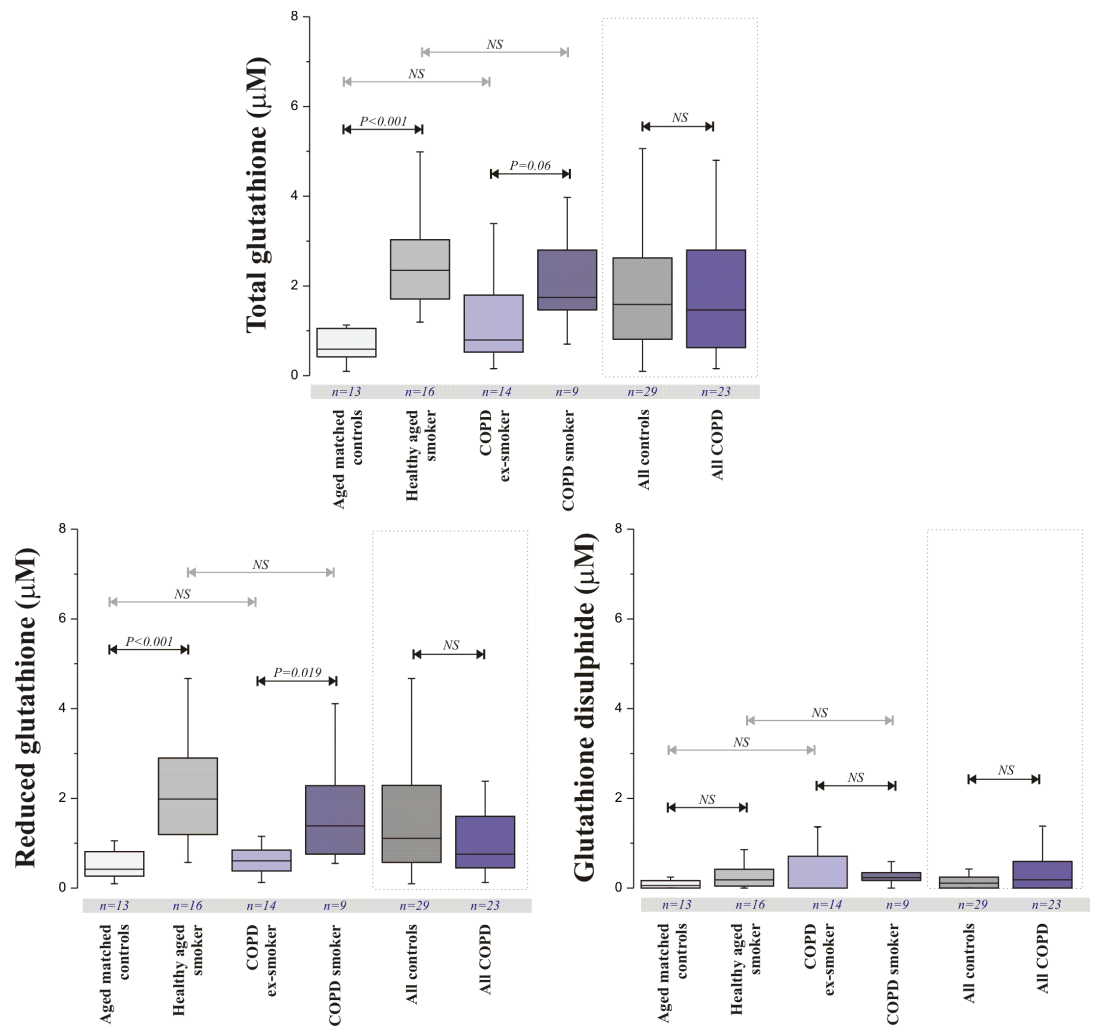 Total glutathione (µM)
8
6
4
2
0
NS
NS
P<0.001
P=0.06
NS
n=13
n=16
n=14
n=9
n=29
n=23
Aged matched
controls
Healthy aged
smoker
COPD
ex-smoker
COPD smoker
All controls
All COPD
Reduced glutathione (µM)
8
6
4
2
0
NS
NS
P<0.001
P=0.019
NS
n=13
n=16
n=14
n=9
n=29
n=23
Aged matched
controls
Healthy aged
smoker
COPD
ex-smoker
COPD smoker
All controls
All COPD
Glutathione disulphide (µM)
8
6
4
2
0
NS
NS
NS
NS
NS
n=13
n=16
n=14
n=9
n=29
n=23
Aged matched
controls
Healthy aged
smoker
COPD
ex-smoker
COPD smoker
All controls
All COPD